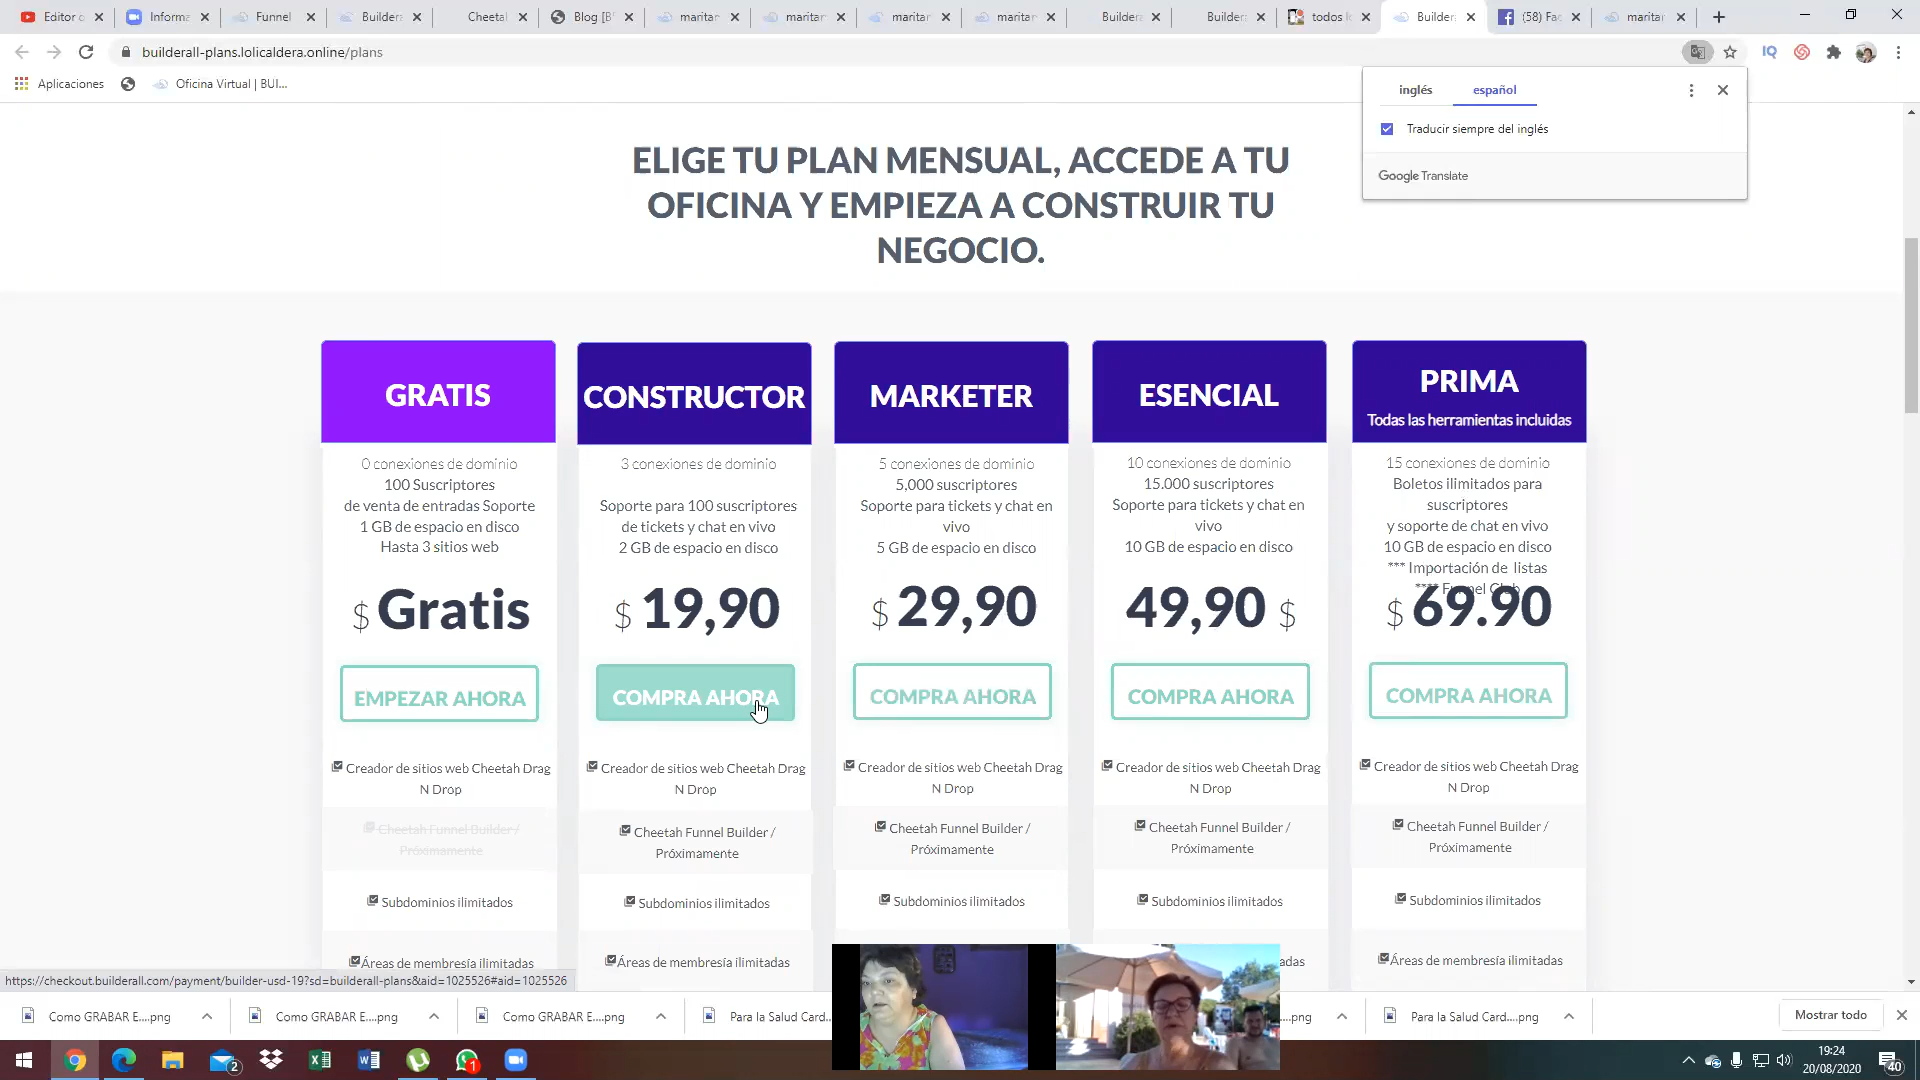 Editor d
Informa
Funnel
Builder
Cheetal
Blog [B
maritar
maritar
maritar
maritar
Builder
Builder
todos l
Builder
(58) Fac
maritar
builderall-plans.lolicaldera.online/plans
Aplicaciones
Oficina Virtual | BUI...
inglés
español
Traducir siempre del inglés
Google Translate
ELIGE TU PLAN MENSUAL, ACCEDE A TU
OFICINA Y EMPIEZA A CONSTRUIR TU
NEGOCIO.
GRATIS
0 conexiones de dominio
100 Suscriptores
de venta de entradas Soporte
1 GB de espacio en disco
Hasta 3 sitios web
$ Gratis
EMPEZAR AHORA
Creador de sitios web Cheetah Drag
N Drop
Cheetah Funnel Builder /
Próximamente
Subdominios ilimitados
Áreas de membresía ilimitadas
CONSTRUCTOR
3 conexiones de dominio
Soporte para 100 suscriptores
de tickets y chat en vivo
2 GB de espacio en disco
$ 19,90
COMPRA AHORA
Creador de sitios web Cheetah Drag
N Drop
Cheetah Funnel Builder /
Próximamente
Subdominios ilimitados
Áreas de membresía ilimitadas
MARKETER
5 conexiones de dominio
5,000 suscriptores
Soporte para tickets y chat en
vivo
5 GB de espacio en disco
$ 29,90
COMPRA AHORA
Creador de sitios web Cheetah Drag
N Drop
Cheetah Funnel Builder /
Próximamente
Subdominios ilimitados
ESENCIAL
10 conexiones de dominio
15.000 suscriptores
Soporte para tickets y chat en
vivo
10 GB de espacio en disco
49,90 $
COMPRA AHORA
Creador de sitios web Cheetah Drag
N Drop
Cheetah Funnel Builder /
Próximamente
Subdominios ilimitados
adas
PRIMA
Todas las herramientas incluidas
15 conexiones de dominio
Boletos ilimitados para
suscriptores
y soporte de chat en vivo
10 GB de espacio en disco
*** Importación de listas
**** Funnel Club
$ 69.90
COMPRA AHORA
Creador de sitios web Cheetah Drag
N Drop
Cheetah Funnel Builder /
Próximamente
Subdominios ilimitados
Áreas de membresía ilimitadas
https://checkout.builderall.com/payment/builder-usd-19?sd=builderall-plans&aid=1025526#aid=1025526
Como GRABAR E....png
Como GRABAR E....png
Como GRABAR E....png
Para la Salud Card....png
....png
Para la Salud Card....png
Mostrar todo
2
1
19:24
20/08/2020
40